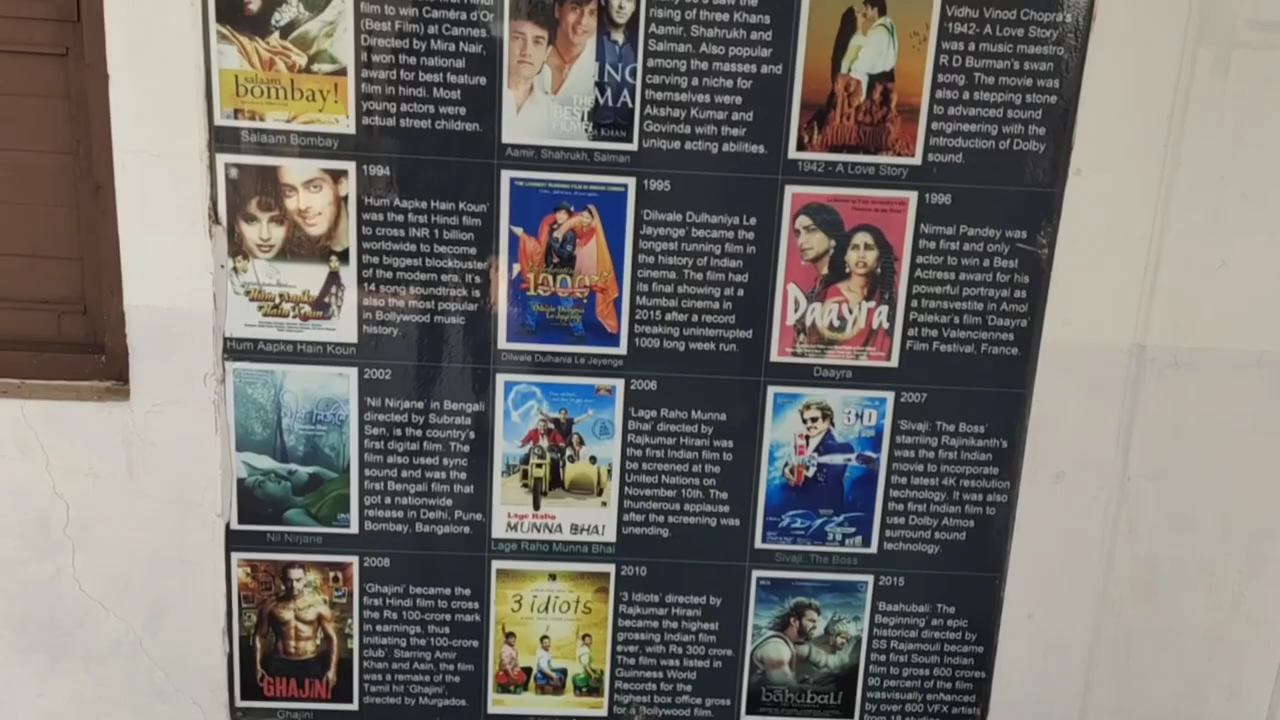 salaam
bombay!
Salaam Bombay
film to win Caméra d'Or
(Best Film) at Cannes.
Directed by Mira Nair,
it won the national
award for best feature
film in hindi. Most
young actors were
actual street children.
KHAN
Aamir, Shahrukh, Salman
rising of three Khans
Aamir, Shahrukh and
Salman. Also popular
among the masses and
carving a niche for
themselves were
Akshay Kumar and
Govinda with their
unique acting abilities.
1942 - A Love Story
Vidhu Vinod Chopra's
'1942- A Love Story'
was a music maestro
R D Burman's swan
song. The movie was
also a stepping stone
to advanced sound
engineering with the
introduction of Dolby
sound.
Hum Aapke
Hain Koun
Hum Aapke Hain Koun
1994
'Hum Aapke Hain Koun'
was the first Hindi film
to cross INR 1 billion
worldwide to become
the biggest blockbuster
of the modern era. It's
14 song soundtrack is
also the most popular
in Bollywood music
history.
THE LONGEST RUNNING FILM IN INDIAN CINEMA
1000
Dilwale Dulhania Le Jeyenge
1995
'Dilwale Dulhaniya Le
Jayenge' became the
longest running film in
the history of Indian
cinema. The film had
its final showing at a
Mumbai cinema in
2015 after a record
breaking uninterrupted
1009 long week run.
Daayra
Daayra
1996
Nirmal Pandey was
the first and only
actor to win a Best
Actress award for his
powerful portrayal as
a transvestite in Amol
Palekar's film 'Daayra'
at the Valenciennes
Film Festival, France.
Nil Nirjane
2002
'Nil Nirjane' in Bengali
directed by Subrata
Sen, is the country's
first digital film. The
film also used sync
sound and was the
first Bengali film that
got a nationwide
release in Delhi, Pune,
Bombay, Bangalore.
Lage Raho
MUNNA BHAI
Lage Raho Munna Bhai
2006
'Lage Raho Munna
Bhai' directed by
Rajkumar Hirani was
the first Indian film to
be screened at the
United Nations on
November 10th. The
thunderous applause
after the screening was
unending.
3D
Sivaji: The Boss
2007
'Sivaji: The Boss'
starring Rajinikanth's
was the first Indian
movie to incorporate
the latest 4K resolution
technology. It was also
the first Indian film to
use Dolby Atmos
surround sound
technology.
GHAJINI
Ghajini
2008
'Ghajini' became the
first Hindi film to cross
the Rs 100-crore mark
in earnings, thus
initiating the '100-crore
club'. Starring Amir
Khan and Asin, the film
was a remake of the
Tamil hit 'Ghajini',
directed by Murgados.
3 idiots
2010
'3 Idiots' directed by
Rajkumar Hirani
became the highest
grossing Indian film
ever, with Rs 300 crore.
The film was listed in
Guinness World
Records for the
highest box office gross
for a Bollywood film.
bahubali
2015
'Baahubali: The
Beginning' an epic
historical directed by
SS Rajamouli became
the first South Indian
film to gross 600 crores
90 percent of the film
wasvisually enhanced
by over 600 VFX artists
from 18 studios